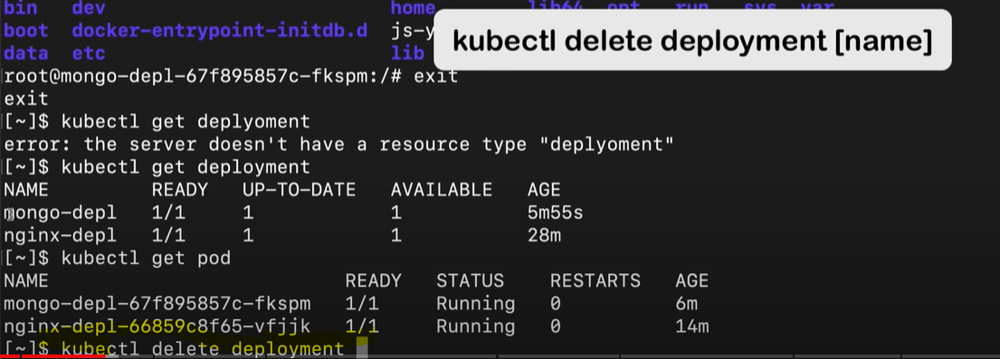 bin dev home lib64 opt run sys var
kubectl delete deployment [name]
boot docker-entrypoint-initdb.d js-y
data etc lib
root@mongo-depl-67f895857c-fkspm:/# exit
exit
[~]$ kubectl get deplyoment
error: the server doesn't have a resource type "deplyoment"
[~]$ kubectl get deployment
NAME READY UP-TO-DATE AVAILABLE AGE
mongo-depl 1/1 1 1 5m55s
nginx-depl 1/1 1 1 28m
[~]$ kubectl get pod
NAME READY STATUS RESTARTS AGE
mongo-depl-67f895857c-fkspm 1/1 Running 0 6m
nginx-depl-66859c8f65-vfjjk 1/1 Running 0 14m
[~]$ kubectl delete deployment